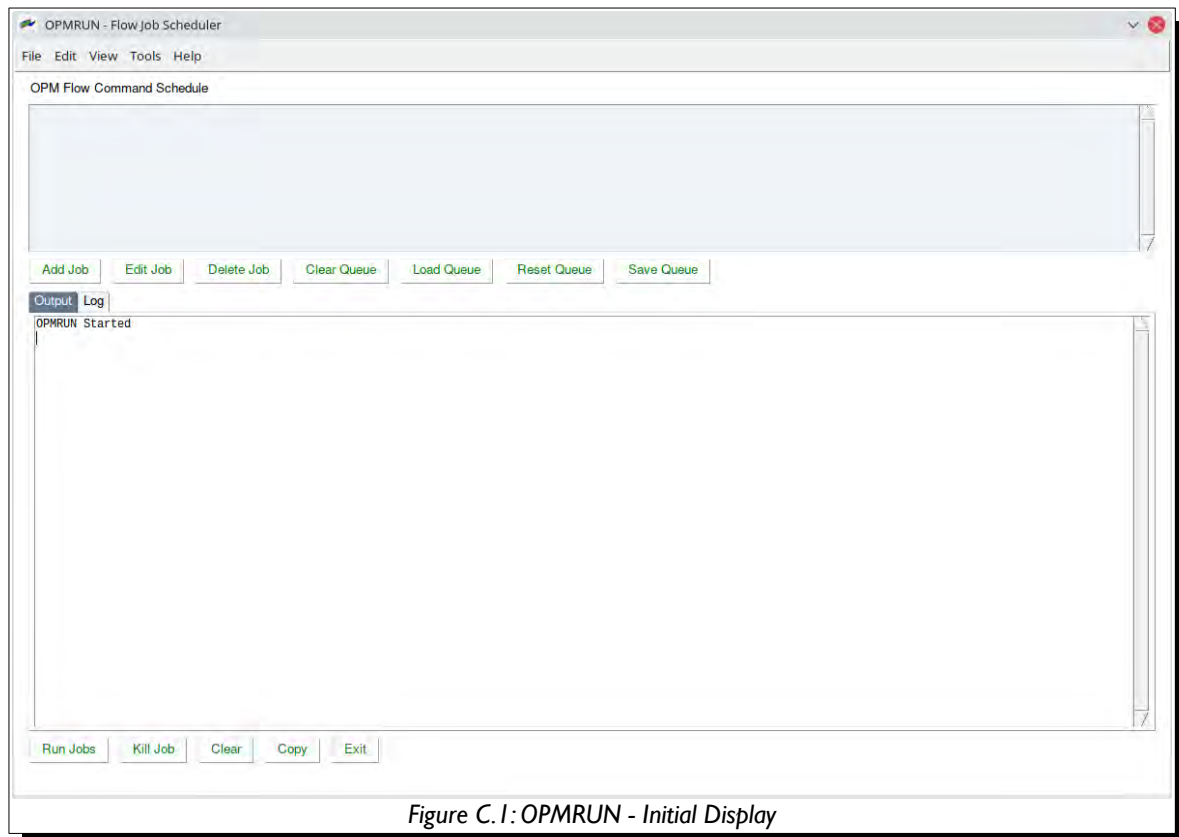 OPMRUN - Flow Job Scheduler
File Edit View Tools Help
OPM Flow Command Schedule
Add Job Edit Job Delete Job Clear Queue Load Queue Reset Queue Save Queue
Output Log
OPMRUN Started
Run Jobs Kill Job Clear Copy Exit
Figure C.1: OPMRUN - Initial Display